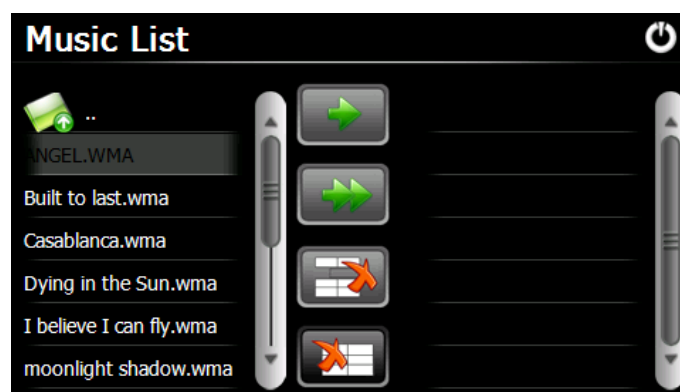 Music List
..
ANGEL.WMA
Built to last.wma
Casablanca.wma
Dying in the Sun.wma
I believe I can fly.wma
moonlight shadow.wma